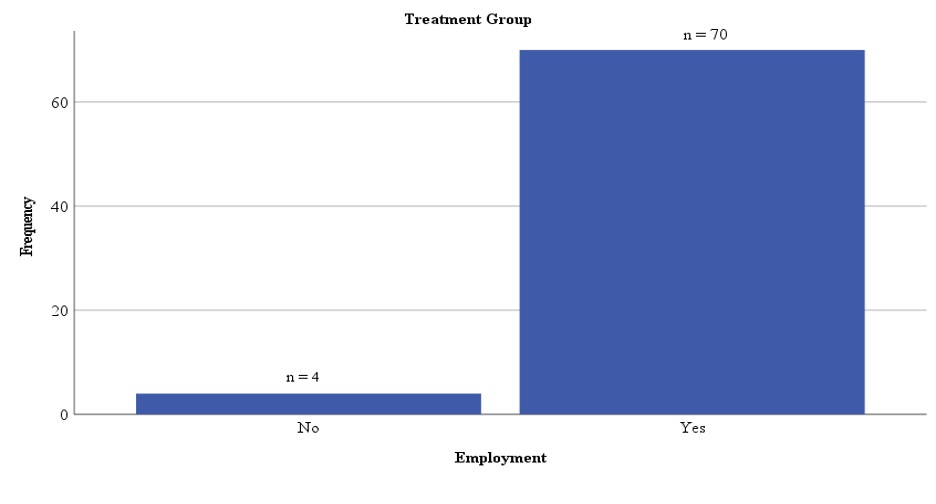 Treatment Group
n = 70
60
40
20
0
Frequency
n = 4
No
Yes
Employment